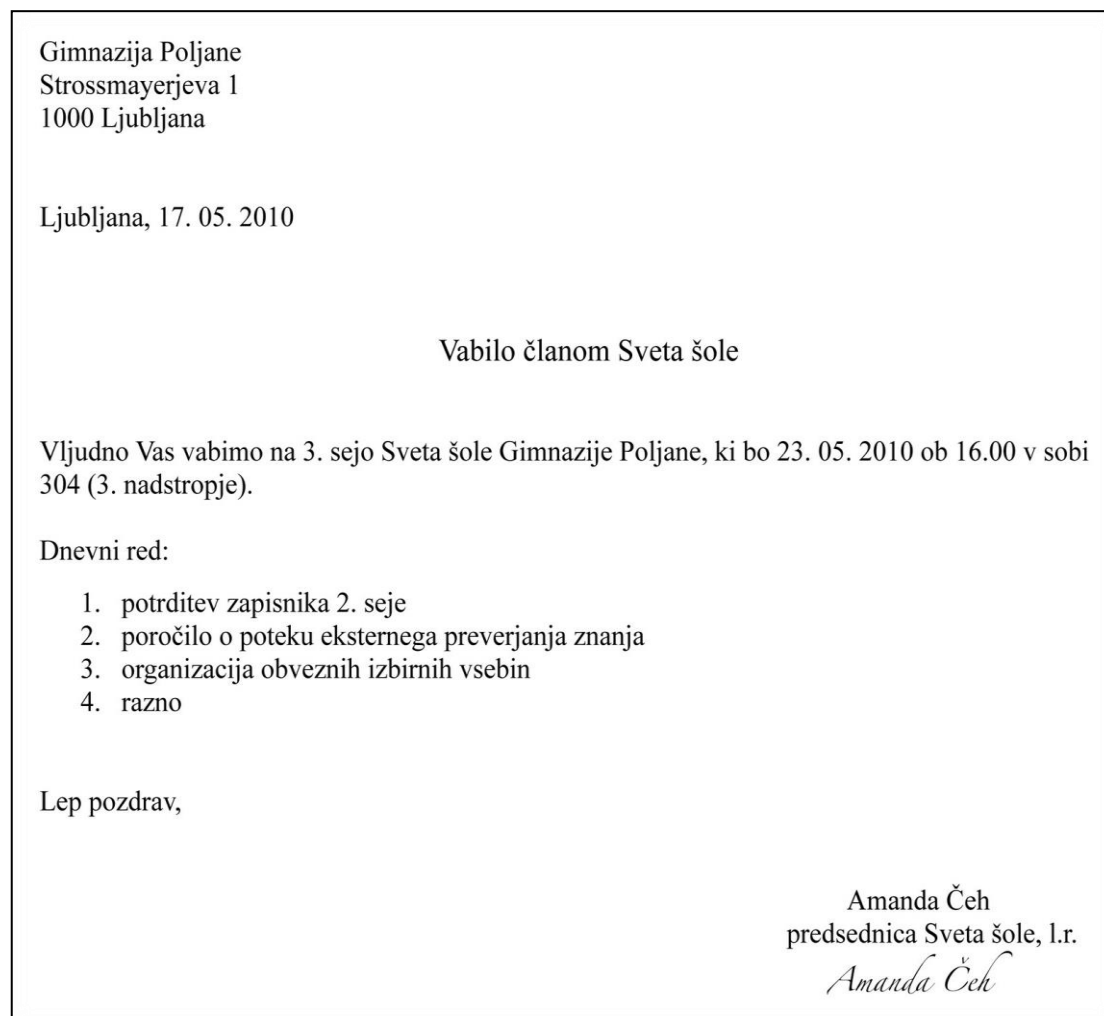 Gimnazija Poljane
Strossmayerjeva 1
1000 Ljubljana
Ljubljana, 17. 05. 2010
Vabilo članom Sveta šole
Vljudno Vas vabimo na 3. sejo Sveta šole Gimnazije Poljane, ki bo 23. 05. 2010 ob 16.00 v sobi
304 (3. nadstropje).
Dnevni red:
1. potrditev zapisnika 2. seje
2. poročilo o poteku eksternega preverjanja znanja
3. organizacija obveznih izbirnih vsebin
4. razno
Lep pozdrav,
Amanda Čeh
predsednica Sveta šole, l.r.
Amanda Čeh